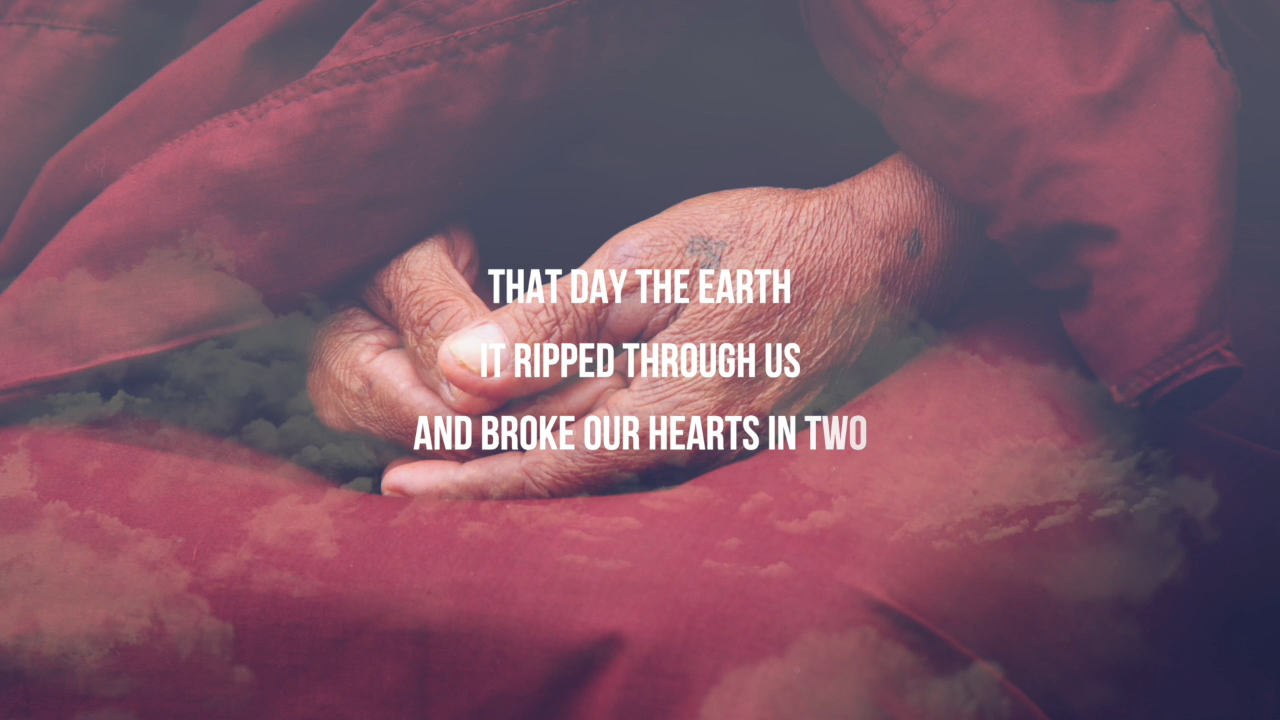 THAT DAY THE EARTH
IT RIPPED THROUGH US
AND BROKE OUR HEARTS IN TWO